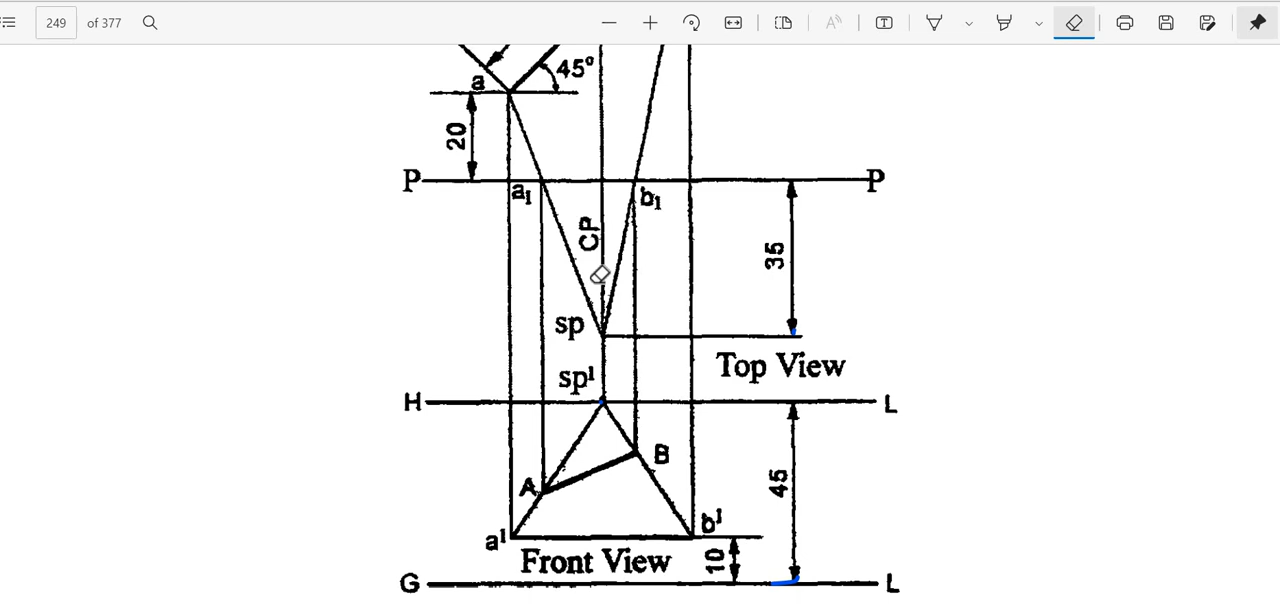 249 of 377
45°
a
20
P P
a1 b1
CP
35
sp
Top View
sp1
H L
B
A
45
a1 b1
Front View
10
G L